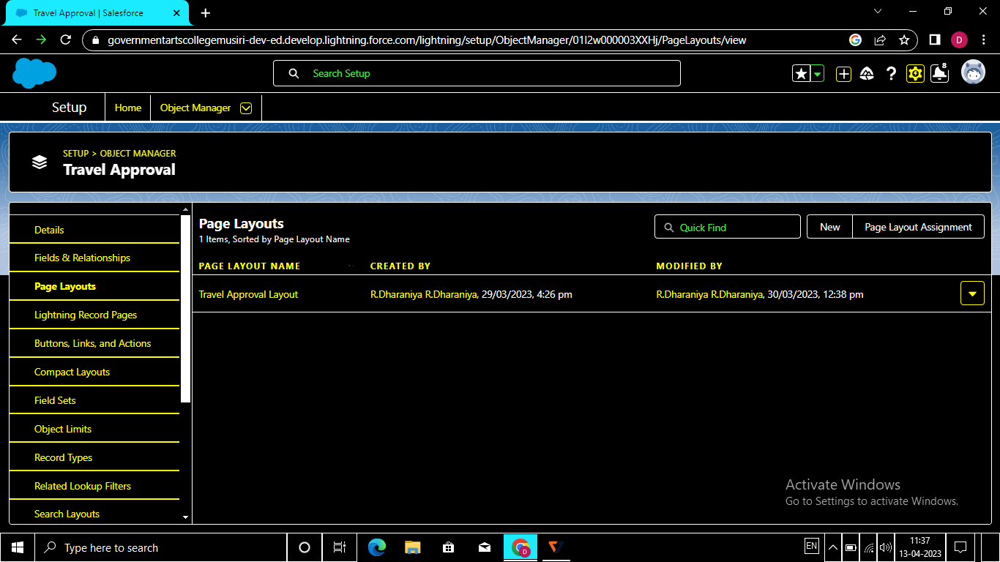 Travel Approval | Salesforce
governmentartscollegemusiri-dev-ed.develop.lightning.force.com/lightning/setup/ObjectManager/01I2w000003XXHj/PageLayouts/view
D
Search Setup
8
Setup
Home
Object Manager
SETUP > OBJECT MANAGER
Travel Approval
Details
Fields & Relationships
Page Layouts
Lightning Record Pages
Buttons, Links, and Actions
Compact Layouts
Field Sets
Object Limits
Record Types
Related Lookup Filters
Search Layouts
Page Layouts
1 Items, Sorted by Page Layout Name
Quick Find
New
Page Layout Assignment
PAGE LAYOUT NAME CREATED BY MODIFIED BY
Travel Approval Layout R.Dharaniya R.Dharaniya, 29/03/2023, 4:26 pm R.Dharaniya R.Dharaniya, 30/03/2023, 12:38 pm
Activate Windows
Go to Settings to activate Windows.
Type here to search
D
EN
11:37
13-04-2023